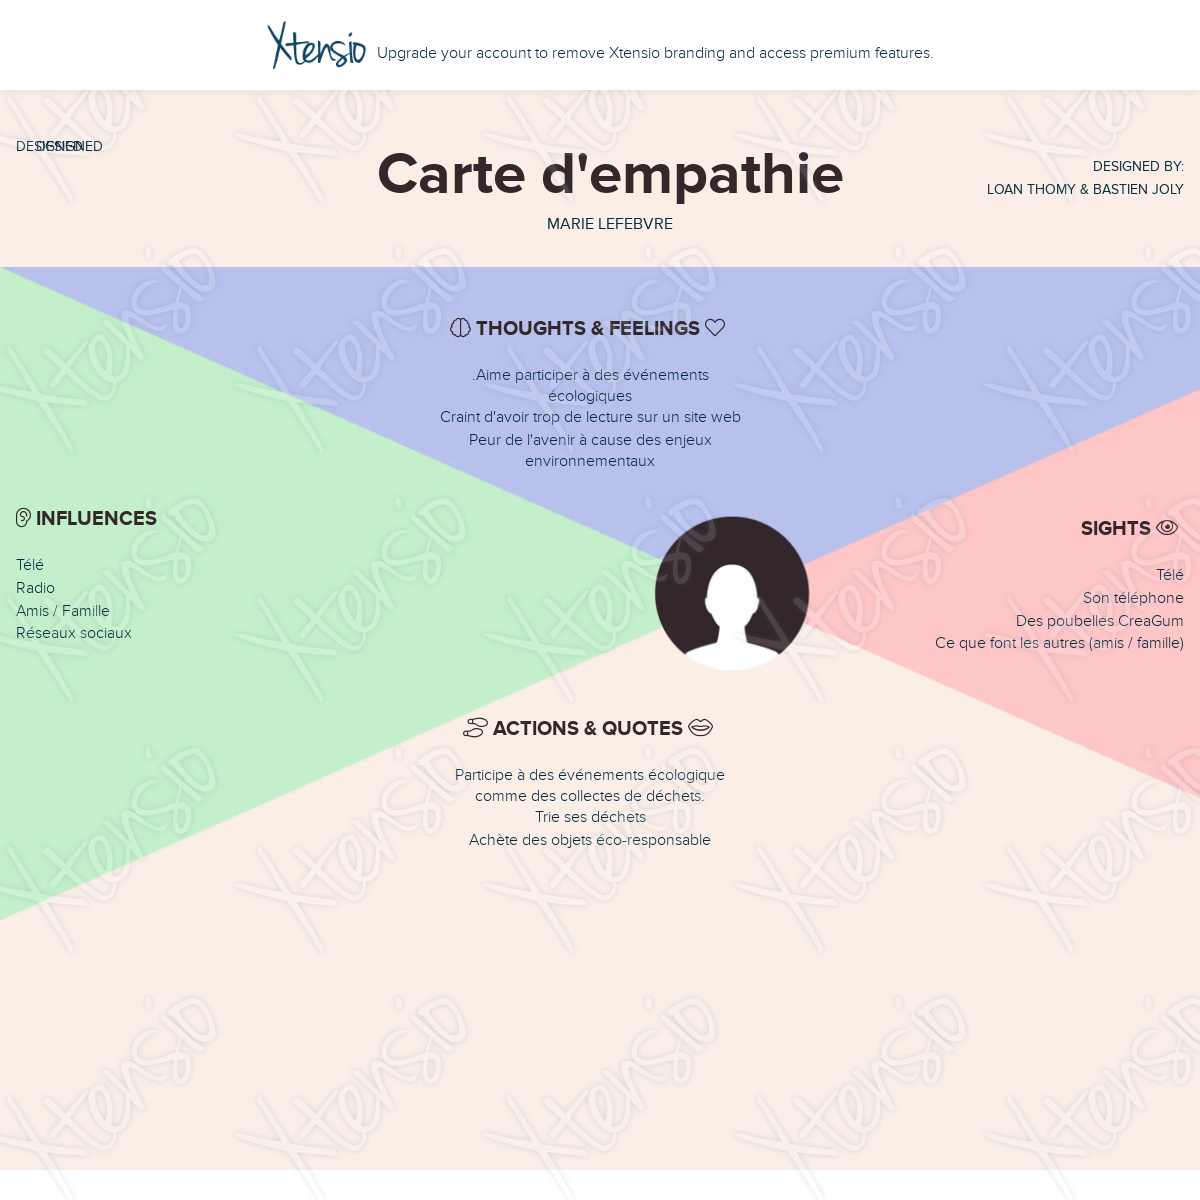 Xtensio Upgrade your account to remove Xtensio branding and access premium features.
DESIGNED
DESIGNED
Carte d'empathie
MARIE LEFEBVRE
DESIGNED BY:
LOAN THOMY & BASTIEN JOLY
THOUGHTS & FEELINGS
.Aime participer à des événements
écologiques
Craint d'avoir trop de lecture sur un site web
Peur de l'avenir à cause des enjeux
environnementaux
INFLUENCES
Télé
Radio
Amis / Famille
Réseaux sociaux
SIGHTS
Télé
Son téléphone
Des poubelles CreaGum
Ce que font les autres (amis / famille)
ACTIONS & QUOTES
Participe à des événements écologique
comme des collectes de déchets.
Trie ses déchets
Achète des objets éco-responsable